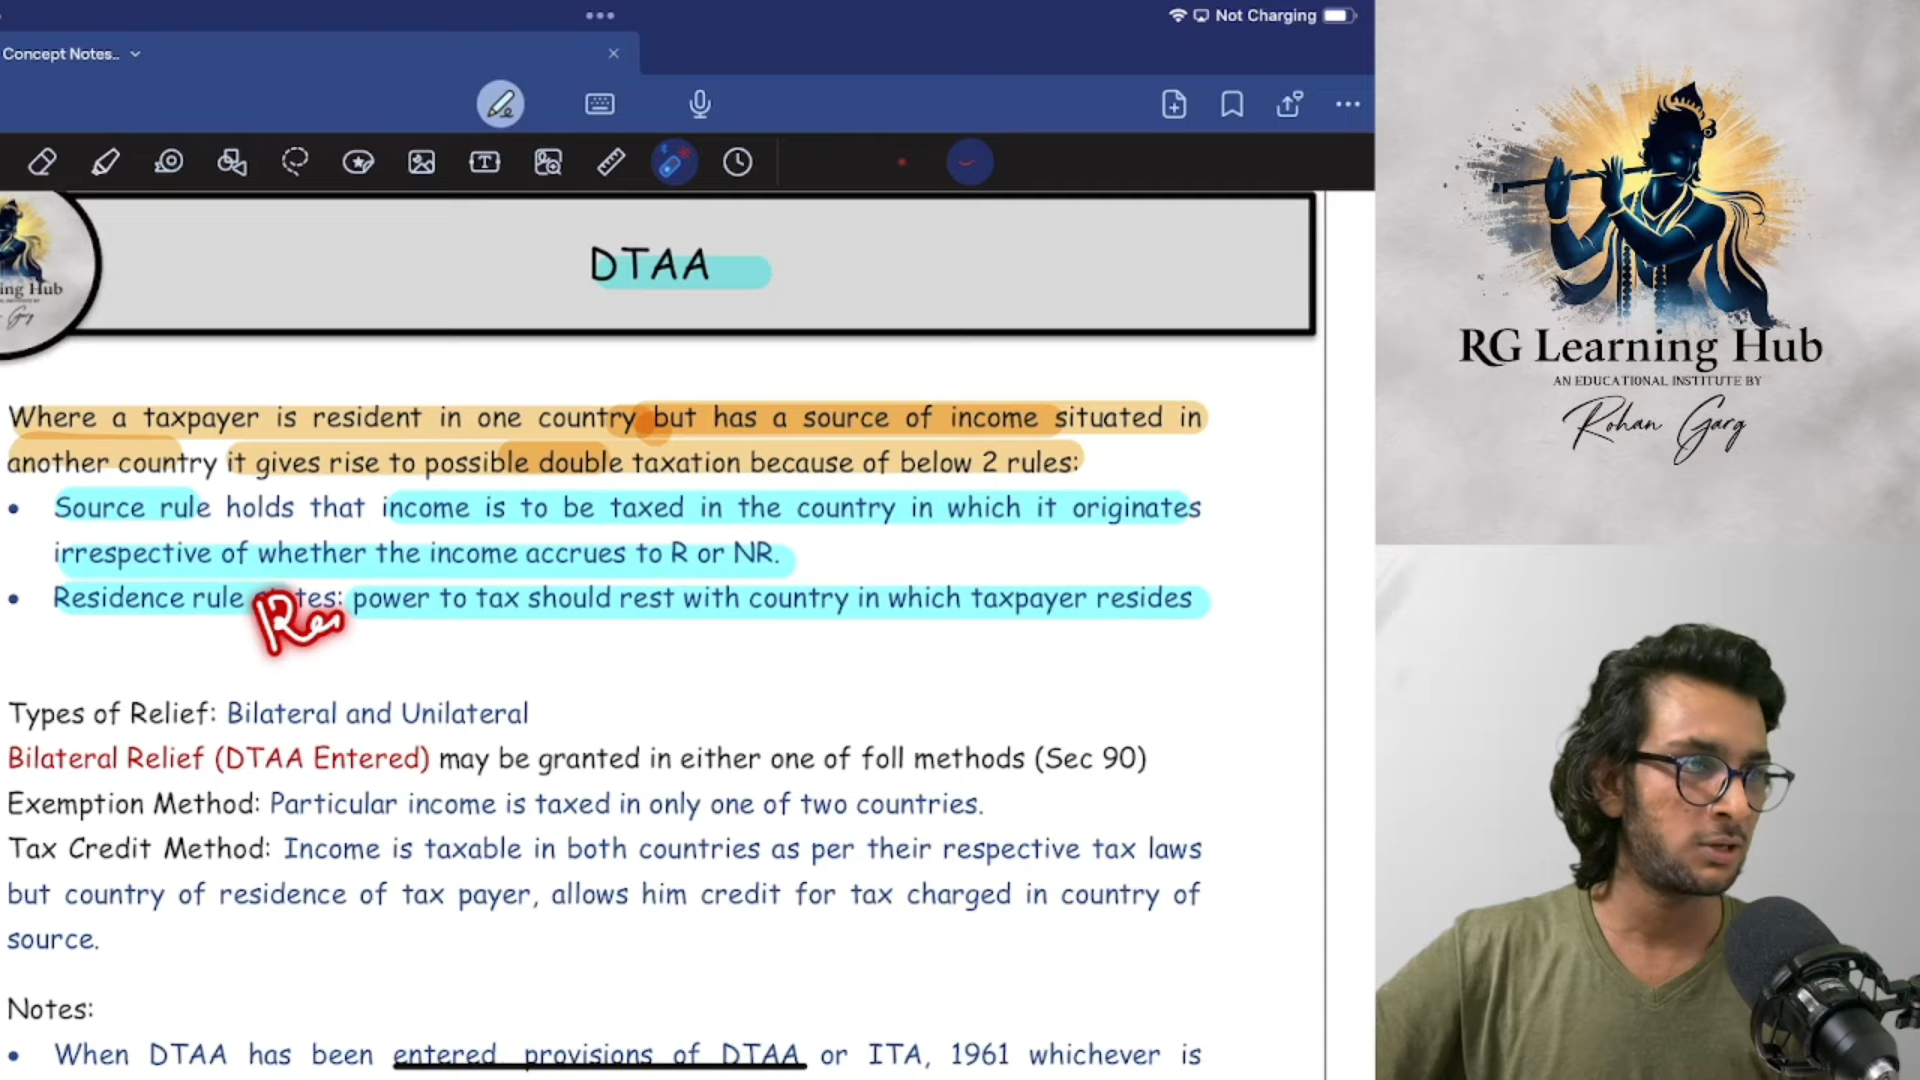 Not Charging
Concept Notes..
DTAA
ing Hub
Where a taxpayer is resident in one country but has a source of income situated in
another country it gives rise to possible double taxation because of below 2 rules:
• Source rule holds that income is to be taxed in the country in which it originates
irrespective of whether the income accrues to R or NR.
• Residence rule tes: power to tax should rest with country in which taxpayer resides
Types of Relief: Bilateral and Unilateral
Bilateral Relief (DTAA Entered) may be granted in either one of foll methods (Sec 90)
Exemption Method: Particular income is taxed in only one of two countries.
Tax Credit Method: Income is taxable in both countries as per their respective tax laws
but country of residence of tax payer, allows him credit for tax charged in country of
source.
Notes:
• When DTAA has been entered provisions of DTAA or ITA, 1961 whichever is
RG Learning Hub
AN EDUCATIONAL INSTITUTE BY
Rohan Garg